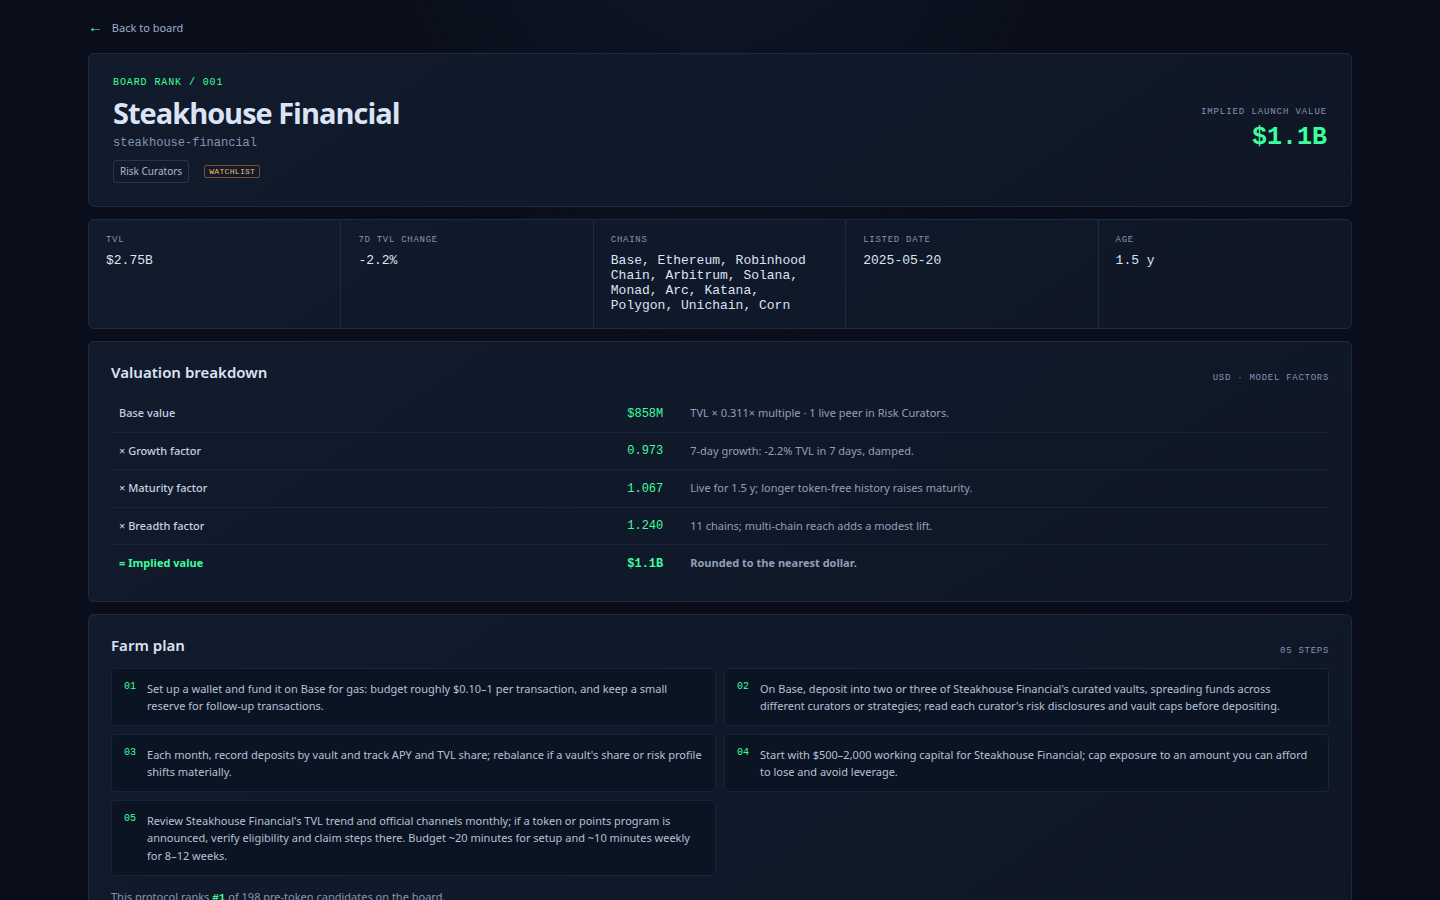 ← Back to board
BOARD RANK / 001
Steakhouse Financial
steakhouse-financial
Risk Curators
WATCHLIST
IMPLIED LAUNCH VALUE
$1.1B
TVL
$2.75B
7D TVL CHANGE
-2.2%
CHAINS
Base, Ethereum, Robinhood
Chain, Arbitrum, Solana,
Monad, Arc, Katana,
Polygon, Unichain, Corn
LISTED DATE
2025-05-20
AGE
1.5 y
Valuation breakdown
USD · MODEL FACTORS
Base value $858M TVL × 0.311× multiple · 1 live peer in Risk Curators.
× Growth factor 0.973 7-day growth: -2.2% TVL in 7 days, damped.
× Maturity factor 1.067 Live for 1.5 y; longer token-free history raises maturity.
× Breadth factor 1.240 11 chains; multi-chain reach adds a modest lift.
= Implied value $1.1B Rounded to the nearest dollar.
Farm plan
05 STEPS
01 Set up a wallet and fund it on Base for gas: budget roughly $0.10–1 per transaction, and keep a small
reserve for follow-up transactions.
02 On Base, deposit into two or three of Steakhouse Financial's curated vaults, spreading funds across
different curators or strategies; read each curator's risk disclosures and vault caps before depositing.
03 Each month, record deposits by vault and track APY and TVL share; rebalance if a vault's share or risk profile
shifts materially.
04 Start with $500–2,000 working capital for Steakhouse Financial; cap exposure to an amount you can afford
to lose and avoid leverage.
05 Review Steakhouse Financial's TVL trend and official channels monthly; if a token or points program is
announced, verify eligibility and claim steps there. Budget ~20 minutes for setup and ~10 minutes weekly
for 8–12 weeks.
This protocol ranks #1 of 198 pre-token candidates on the board.